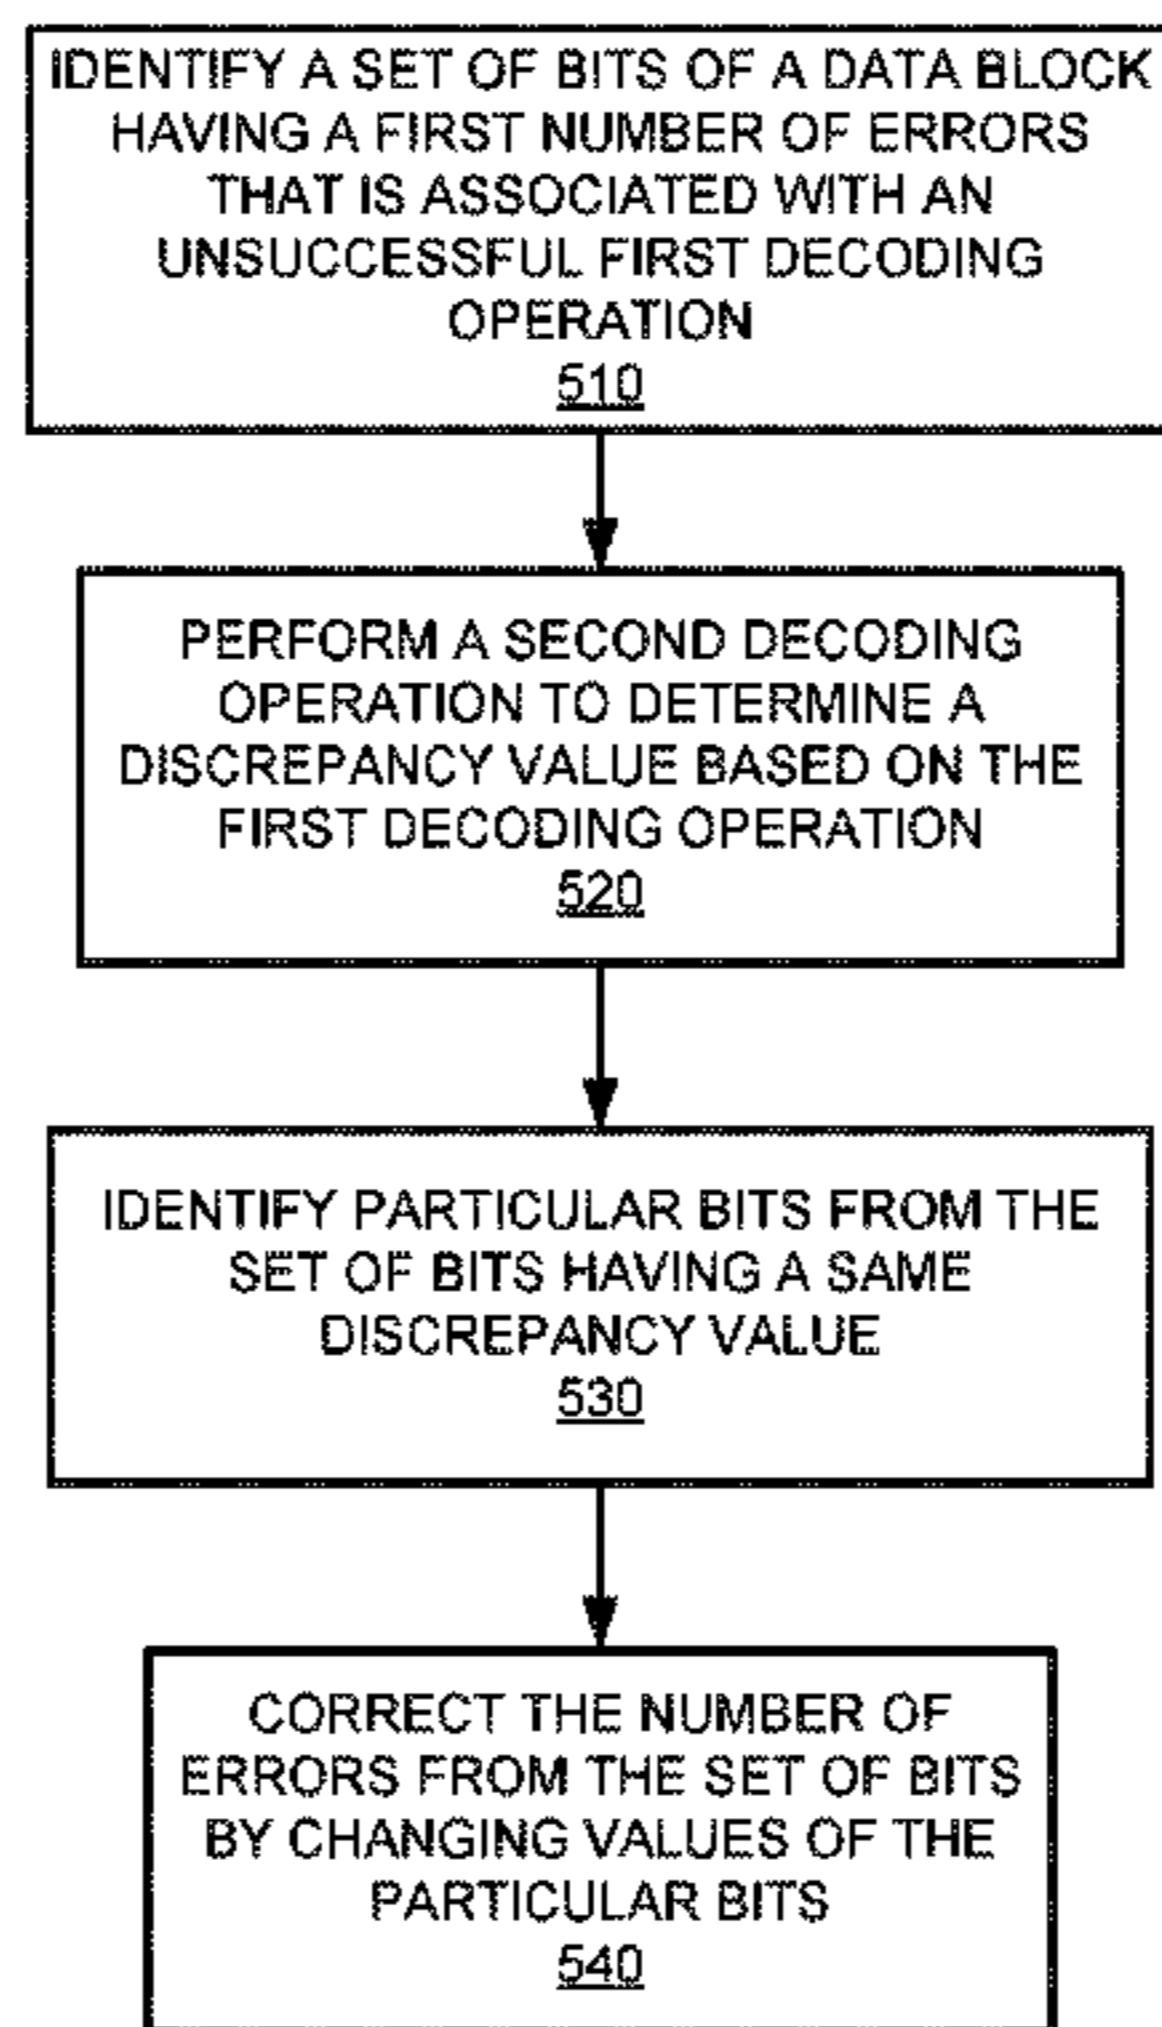 IDENTIFY A SET OF BITS OF A DATA BLOCK
HAVING A FIRST NUMBER OF ERRORS
THAT IS ASSOCIATED WITH AN
UNSUCCESSFUL FIRST DECODING
OPERATION
510
PERFORM A SECOND DECODING
OPERATION TO DETERMINE A
DISCREPANCY VALUE BASED ON THE
FIRST DECODING OPERATION
520
IDENTIFY PARTICULAR BITS FROM THE
SET OF BITS HAVING A SAME
DISCREPANCY VALUE
530
CORRECT THE NUMBER OF
ERRORS FROM THE SET OF BITS
BY CHANGING VALUES OF THE
PARTICULAR BITS
540